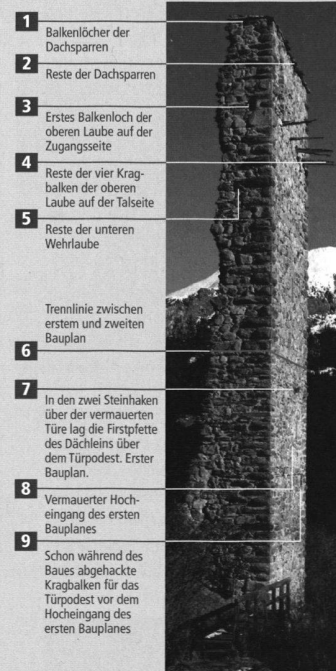 1
Balkenlöcher der
Dachsparren
2
Reste der Dachsparren
3
Erstes Balkenloch der
oberen Laube auf der
Zugangsseite
4
Reste der vier Krag-
balken der oberen
Laube auf der Talseite
5
Reste der unteren
Wehrlaube
Trennlinie zwischen
erstem und zweiten
Bauplan
6
7
In den zwei Steinhaken
über der vermauerten
Türe lag die Firstpfette
des Dächleins über
dem Türpodest. Erster
Bauplan.
8
Vermauerter Hoch-
eingang des ersten
Bauplanes
9
Schon während des
Baues abgehackte
Kragbalken für das
Türpodest vor dem
Hocheingang des
ersten Bauplanes